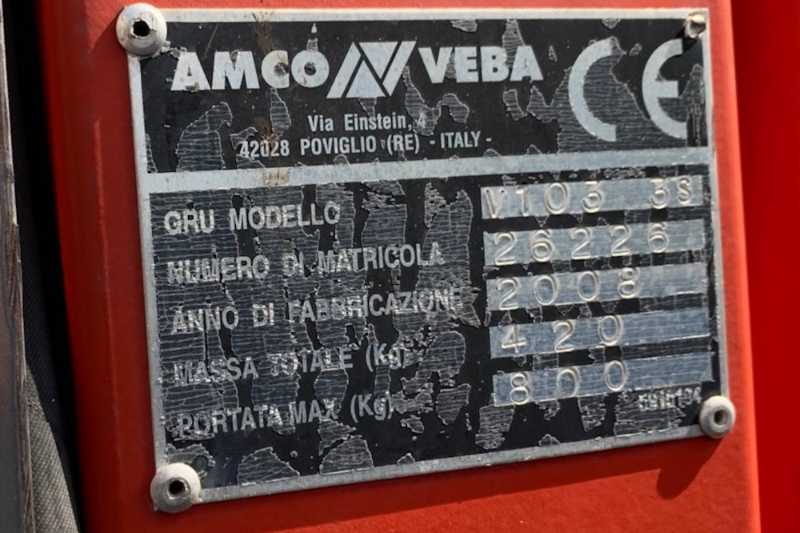 AMCO VEBA CE
Via Einstein, 4
42028 POVIGLIO (RE) - ITALY -
GRU MODELLO V103 3S
NUMERO DI MATRICOLA 26226
ANNO DI FABBRICAZIONE 2008
MASSA TOTALE (Kg) 420
PORTATA MAX (Kg) 800